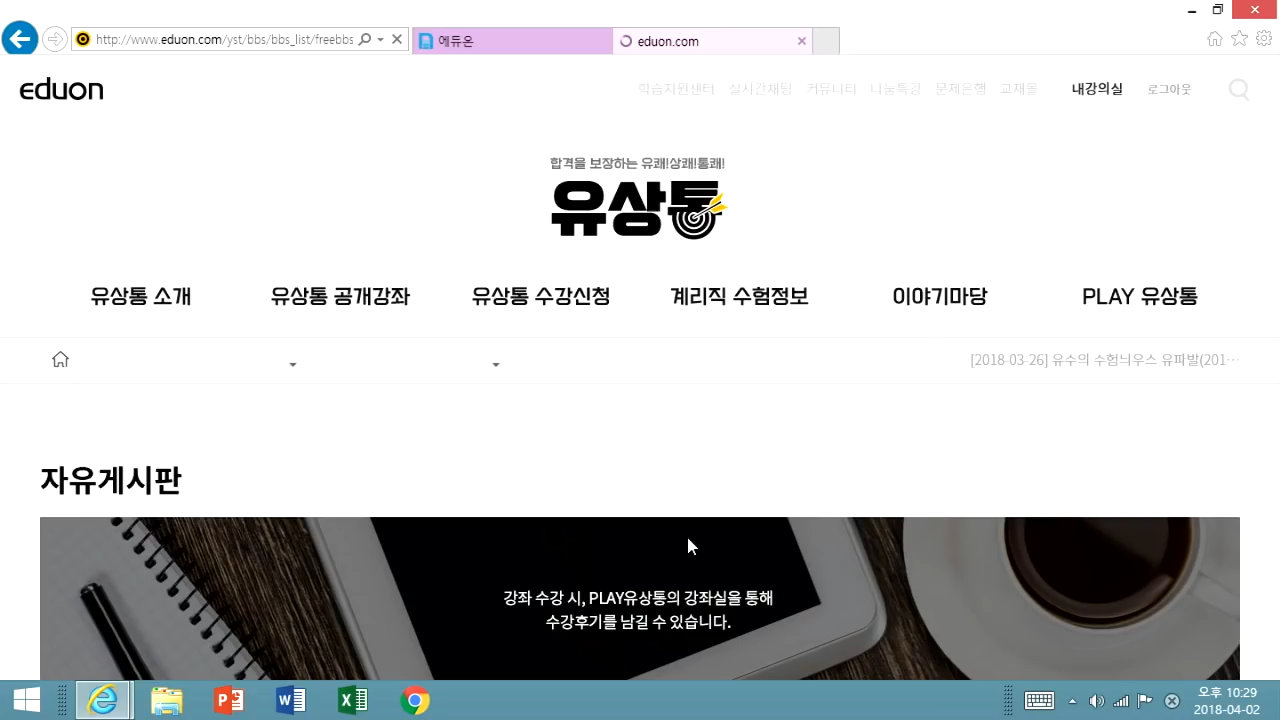 http://www.eduon.com/yst/bbs/bbs_list/freebbs
에듀온
eduon.com
eduon
학습지원센터 실시간채팅 커뮤니티 나눔특강 문제은행 교재몰 내강의실 로그아웃
합격을 보장하는 유쾌!상쾌!통쾌!
유상통
유상통 소개 유상통 공개강좌 유상통 수강신청 계리직 수험정보 이야기마당 PLAY 유상통
[2018-03-26] 유수의 수험늬우스 유파발(201…
자유게시판
강좌 수강 시, PLAY유상통의 강좌실을 통해
수강후기를 남길 수 있습니다.
오후 10:29
2018-04-02